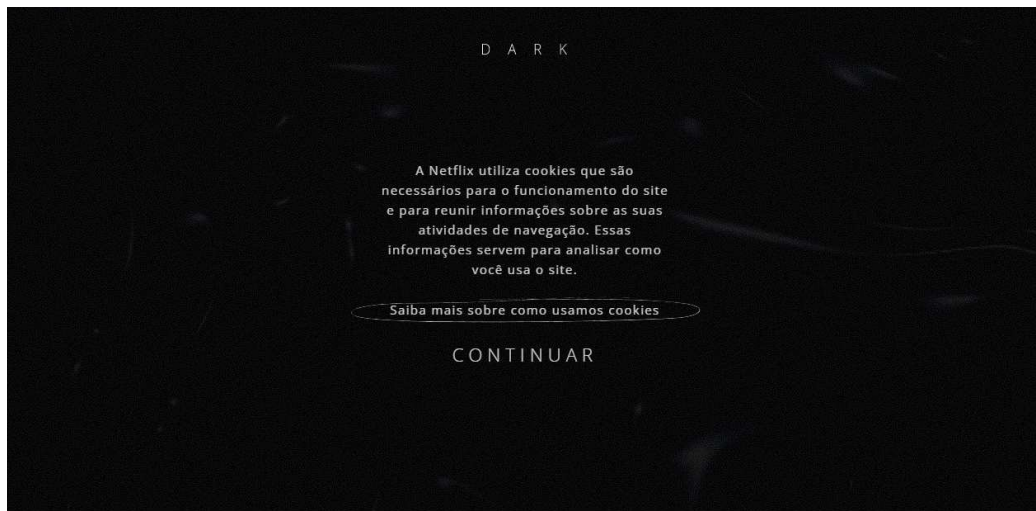 DARK
A Netflix utiliza cookies que são
necessários para o funcionamento do site
e para reunir informações sobre as suas
atividades de navegação. Essas
informações servem para analisar como
você usa o site.
Saiba mais sobre como usamos cookies
CONTINUAR